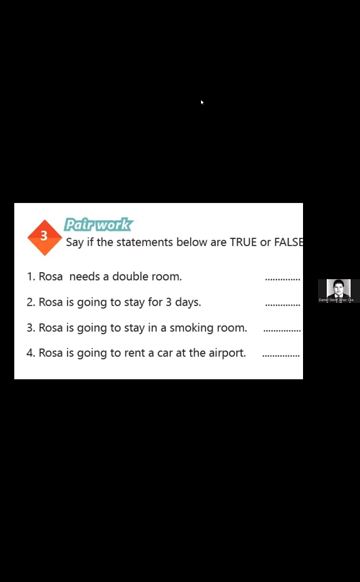 3
Pair work
Say if the statements below are TRUE or FALSE
1. Rosa needs a double room. ..............
2. Rosa is going to stay for 3 days. ..............
3. Rosa is going to stay in a smoking room. ...............
4. Rosa is going to rent a car at the airport. ...............